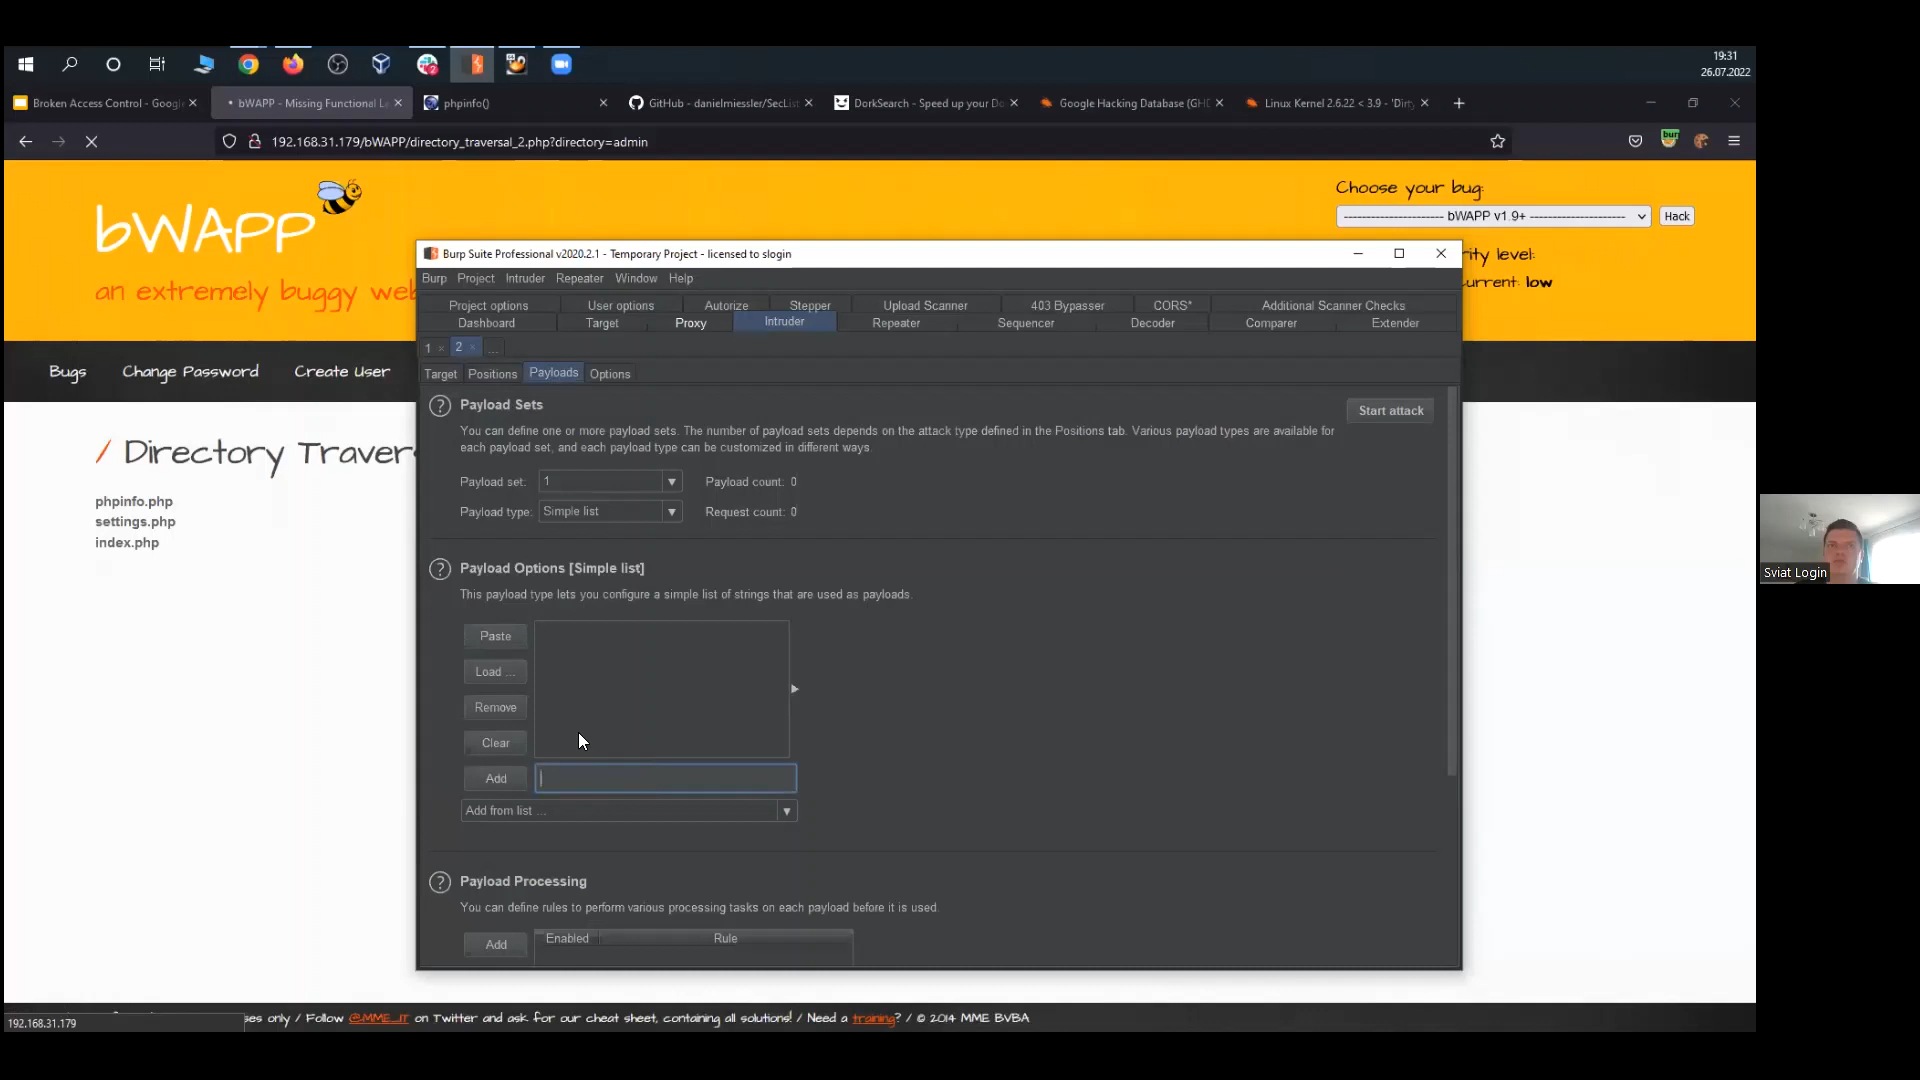 19:31
26.07.2022
Broken Access Control - Googl
bWAPP - Missing Functional Le
phpinfo()
GitHub - danielmiessler/SecList
DorkSearch - Speed up your Do
Google Hacking Database (GHD
Linux Kernel 2.6.22 < 3.9 - 'Dirty
192.168.31.179/bWAPP/directory_traversal_2.php?directory=admin
bWAPP
an extremely buggy web
Choose your bug:
---------------------- bWAPP v1.9+ ----------------------
Hack
rity level:
current: low
Burp Suite Professional v2020.2.1 - Temporary Project - licensed to slogin
Burp Project Intruder Repeater Window Help
Project options User options Autorize Stepper Upload Scanner 403 Bypasser CORS* Additional Scanner Checks
Dashboard Target Proxy Intruder Repeater Sequencer Decoder Comparer Extender
1 × 2 × ...
Target Positions Payloads Options
Bugs Change Password Create User
/ Directory Travers
phpinfo.php
settings.php
index.php
? Payload Sets
Start attack
You can define one or more payload sets. The number of payload sets depends on the attack type defined in the Positions tab. Various payload types are available for
each payload set, and each payload type can be customized in different ways.
Payload set: 1 Payload count: 0
Payload type: Simple list Request count: 0
? Payload Options [Simple list]
This payload type lets you configure a simple list of strings that are used as payloads.
Paste
Load ...
Remove
Clear
Add
Add from list ...
? Payload Processing
You can define rules to perform various processing tasks on each payload before it is used.
Add Enabled Rule
Sviat Login
192.168.31.179
ses only / Follow @MME_IT on Twitter and ask for our cheat sheet, containing all solutions! / Need a training? / © 2014 MME BVBA